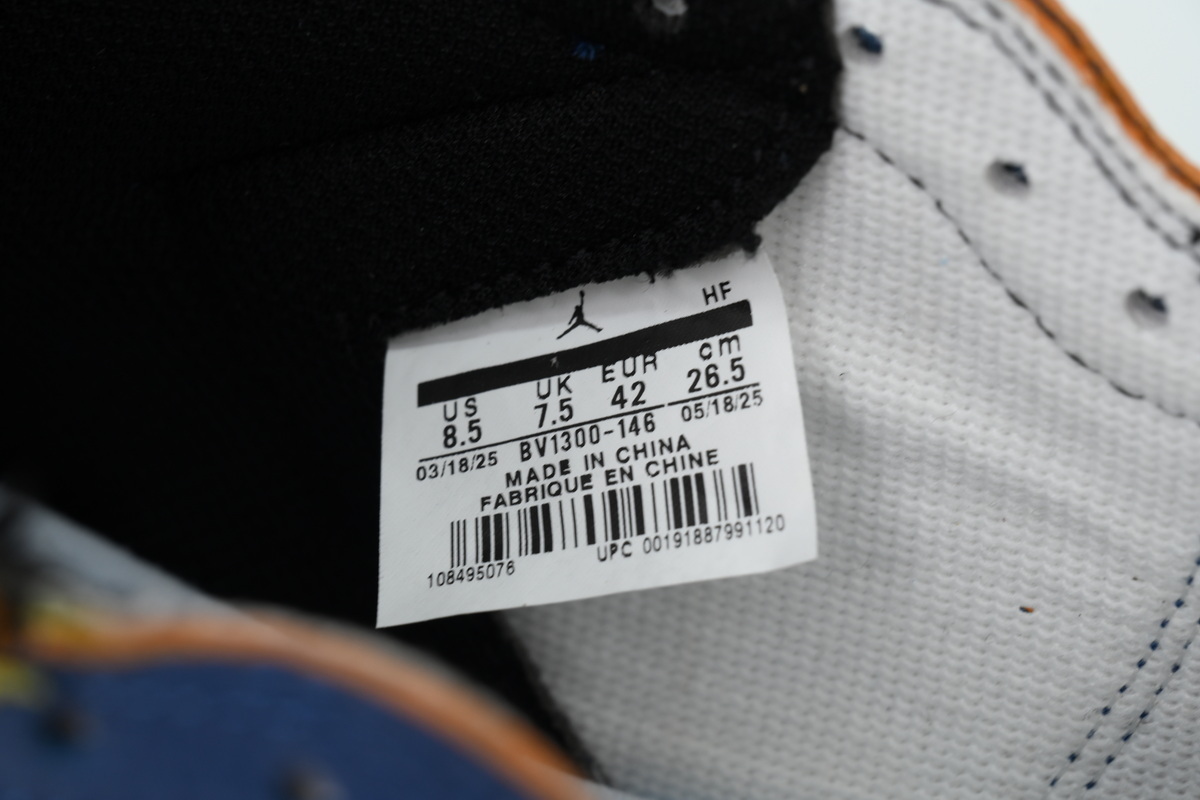 HF
US UK EUR cm
8.5 7.5 42 26.5
03/18/25 BV1300-146 05/18/25
MADE IN CHINA
FABRIQUE EN CHINE
108495076 UPC 00191887991120